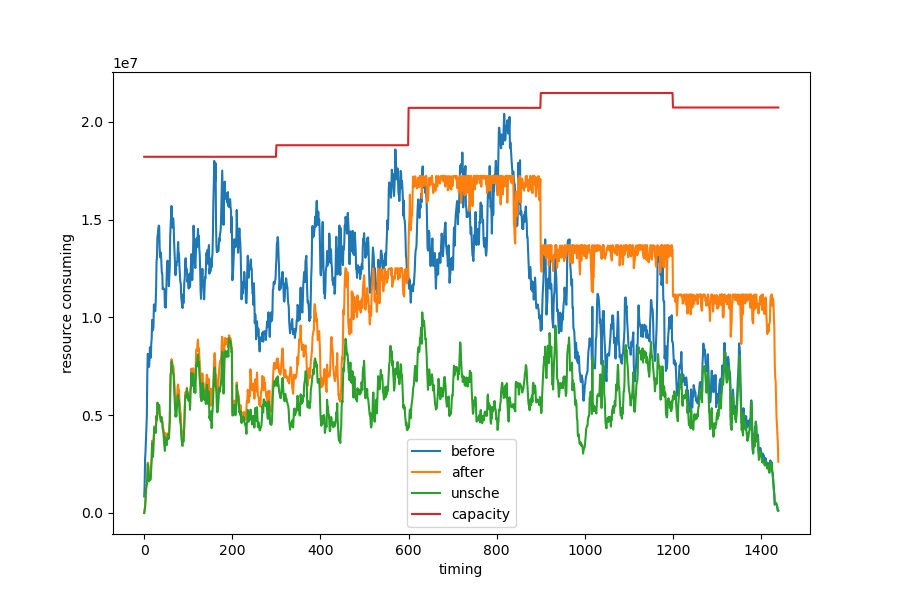 1e7
2.0
1.5
1.0
0.5
0.0
resource consuming
before
after
unsche
capacity
0 200 400 600 800 1000 1200 1400
timing